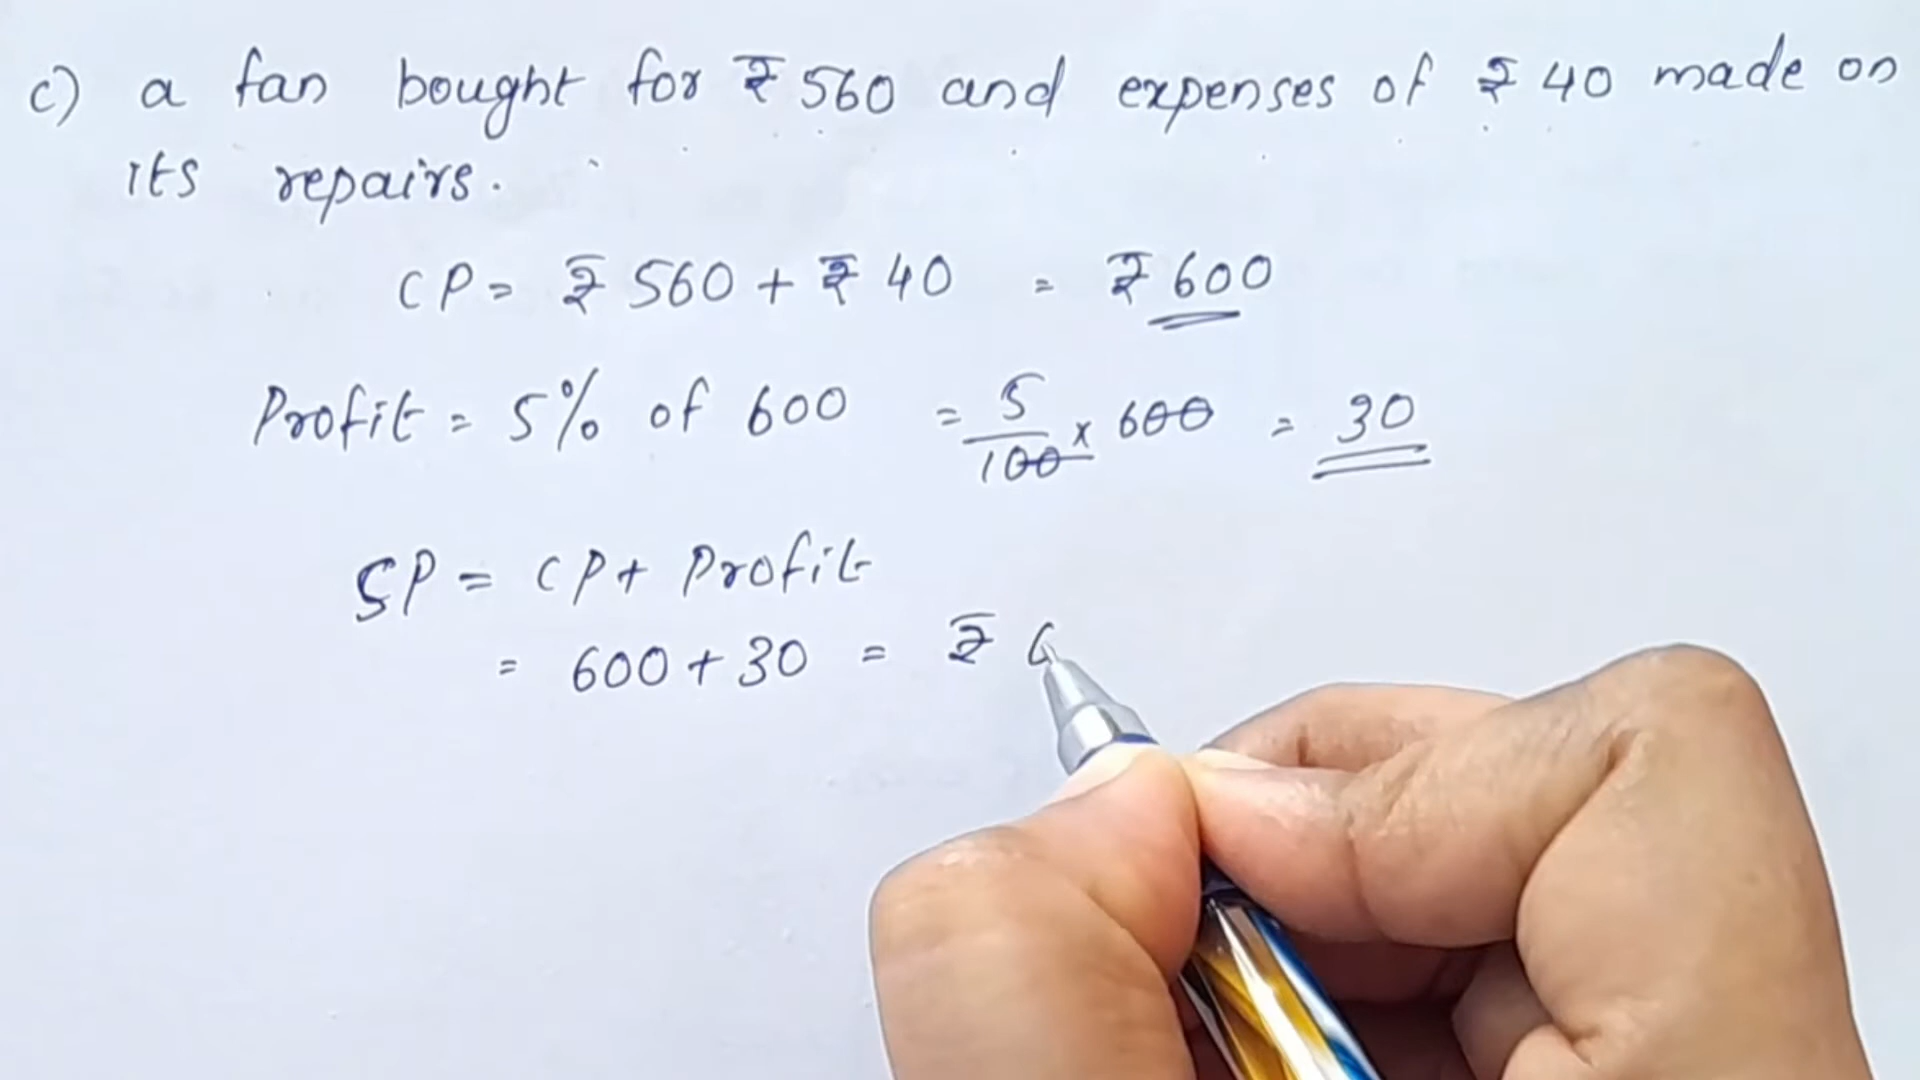 c) a fan bought for ₹ 560 and expenses of ₹ 40 made on
its repairs.
CP = ₹ 560 + ₹ 40 = ₹ 600
Profit = 5% of 600 = 5/100 x 600 = 30
SP = CP + Profit
= 600 + 30 = ₹ 6